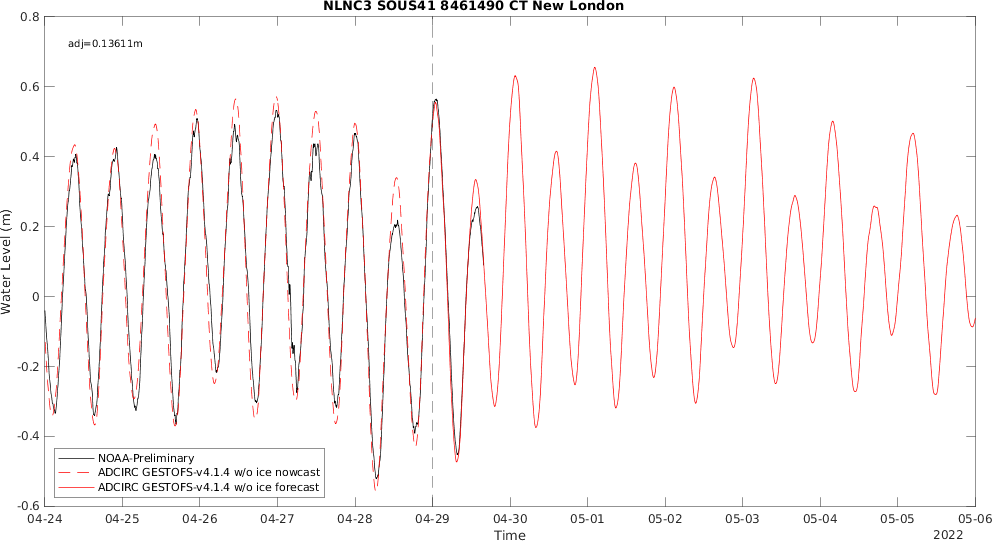 NLNC3 SOUS41 8461490 CT New London
adj=0.13611m
0.8
0.6
0.4
0.2
0
-0.2
-0.4
-0.6
Water Level (m)
NOAA-Preliminary
ADCIRC GESTOFS-v4.1.4 w/o ice nowcast
ADCIRC GESTOFS-v4.1.4 w/o ice forecast
04-24 04-25 04-26 04-27 04-28 04-29 04-30 05-01 05-02 05-03 05-04 05-05 05-06
Time
2022